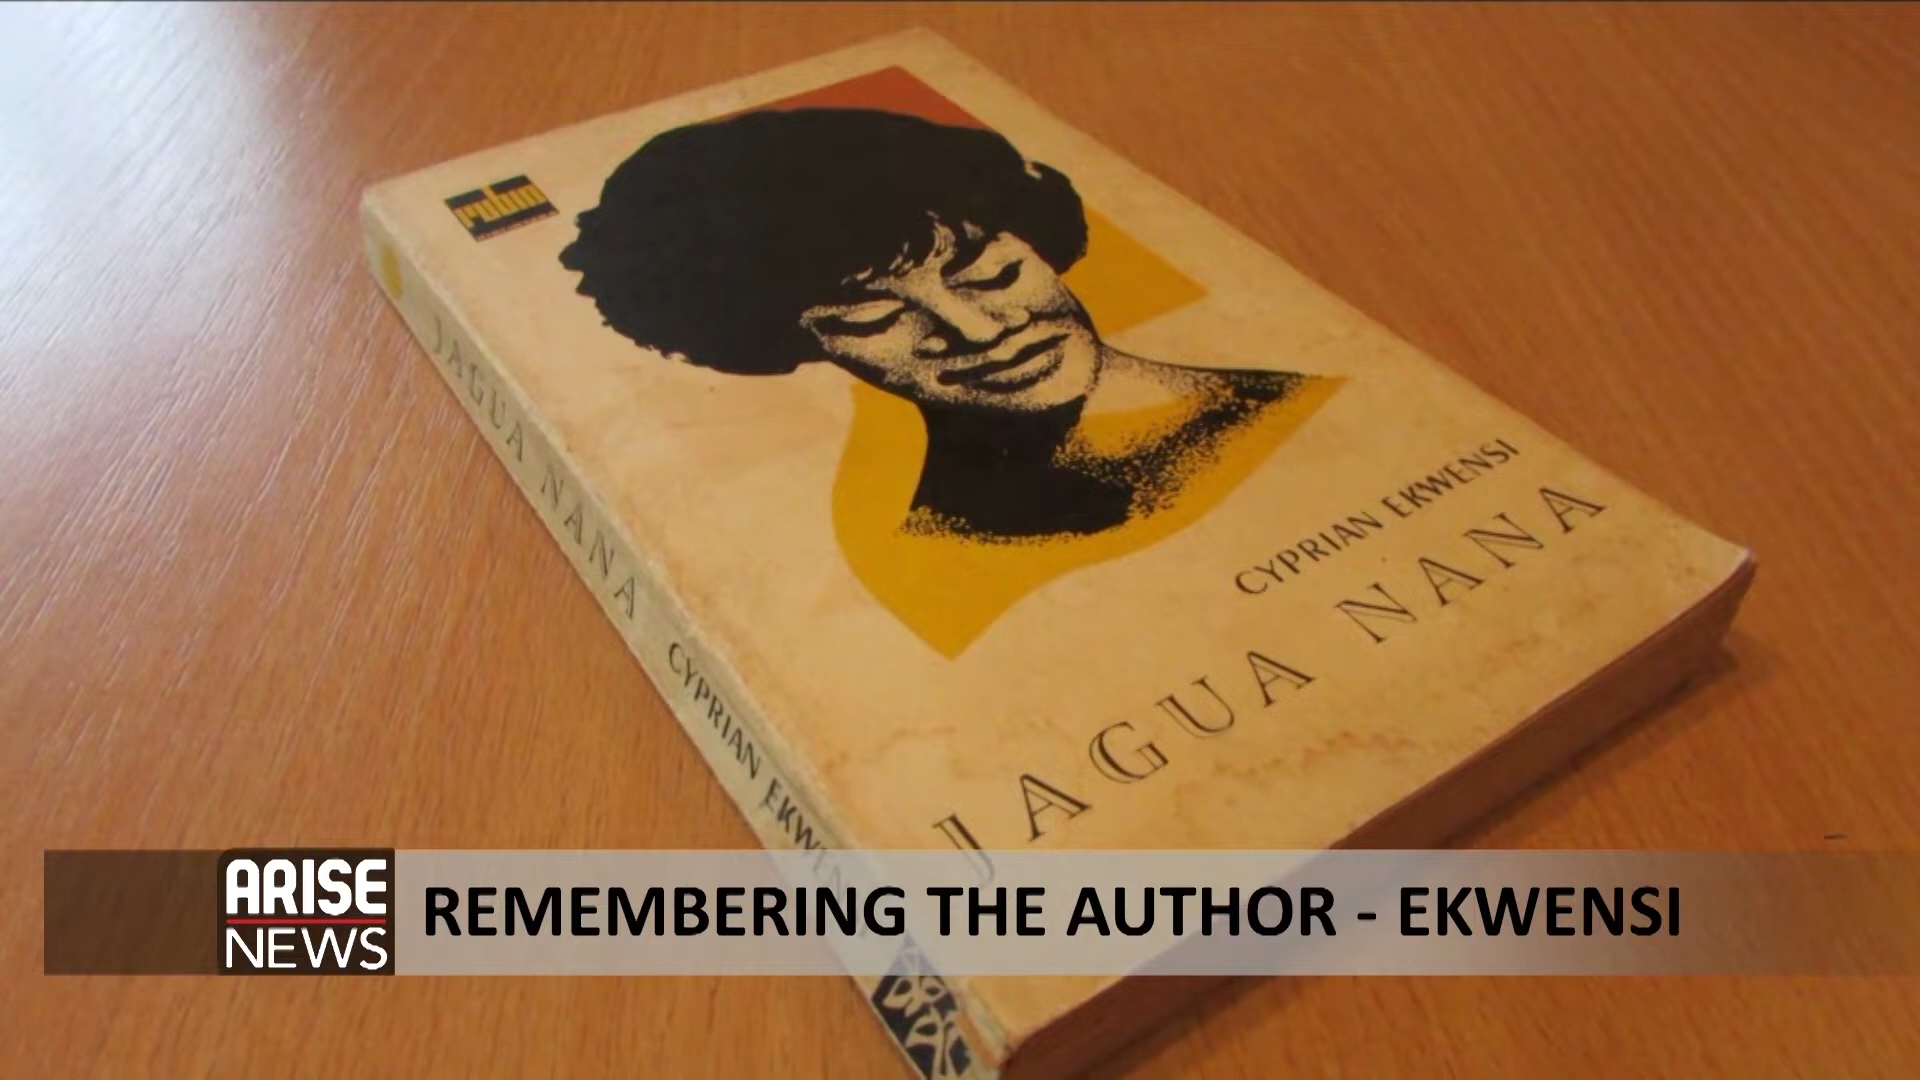 CYPRIAN EKWENSI
JAGUA NANA
JAGUA NANA CYPRIAN EKWENSI
ARISE
NEWS
REMEMBERING THE AUTHOR - EKWENSI